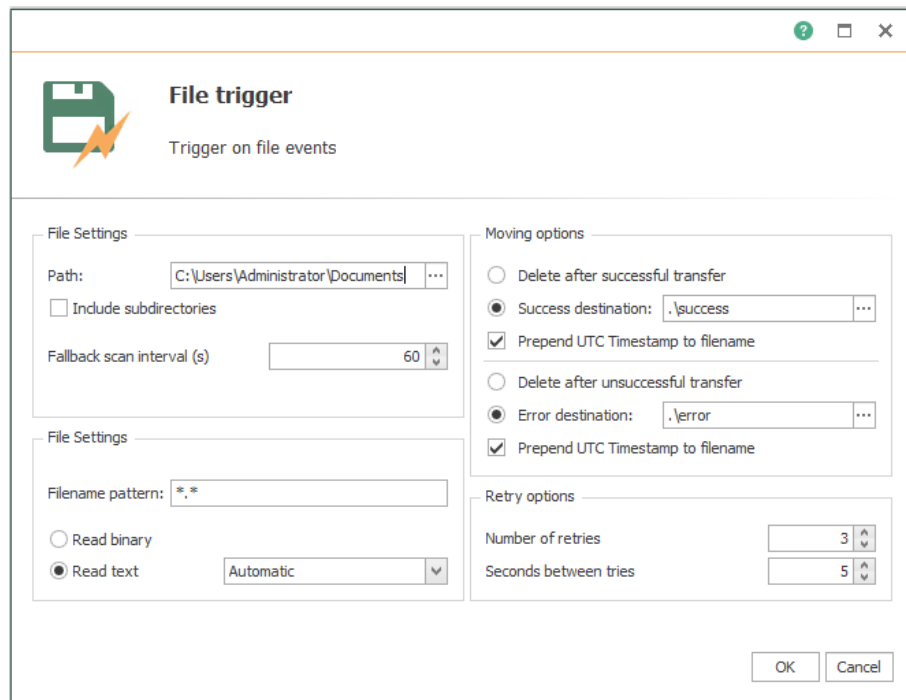 ?
File trigger
Trigger on file events
File Settings
Path: C:\Users\Administrator\Documents ...
Include subdirectories
Fallback scan interval (s) 60
File Settings
Filename pattern: *.*
Read binary
Read text Automatic
Moving options
Delete after successful transfer
Success destination: .\success ...
Prepend UTC Timestamp to filename
Delete after unsuccessful transfer
Error destination: .\error ...
Prepend UTC Timestamp to filename
Retry options
Number of retries 3
Seconds between tries 5
OK Cancel